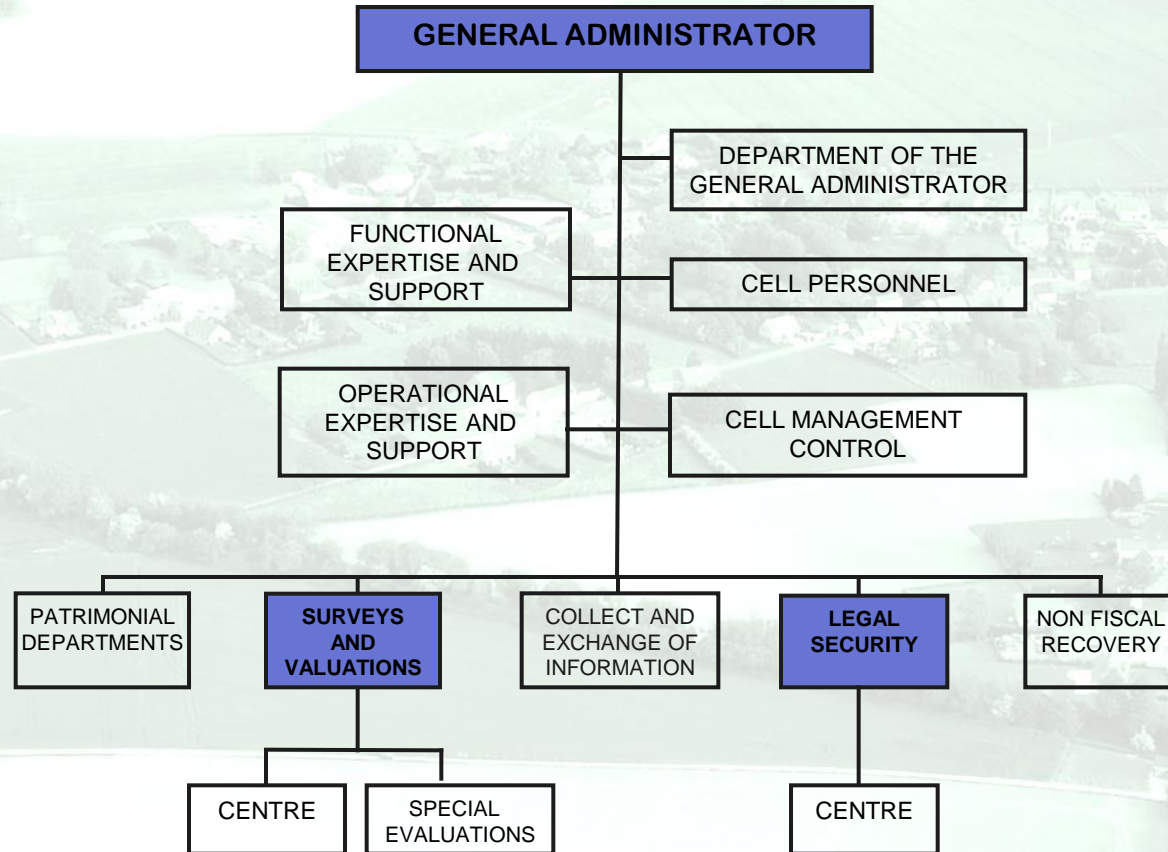 GENERAL ADMINISTRATOR
DEPARTMENT OF THE
GENERAL ADMINISTRATOR
FUNCTIONAL
EXPERTISE AND
SUPPORT
CELL PERSONNEL
OPERATIONAL
EXPERTISE AND
SUPPORT
CELL MANAGEMENT
CONTROL
PATRIMONIAL
DEPARTMENTS
SURVEYS
AND
VALUATIONS
COLLECT AND
EXCHANGE OF
INFORMATION
LEGAL
SECURITY
NON FISCAL
RECOVERY
CENTRE
SPECIAL
EVALUATIONS
CENTRE